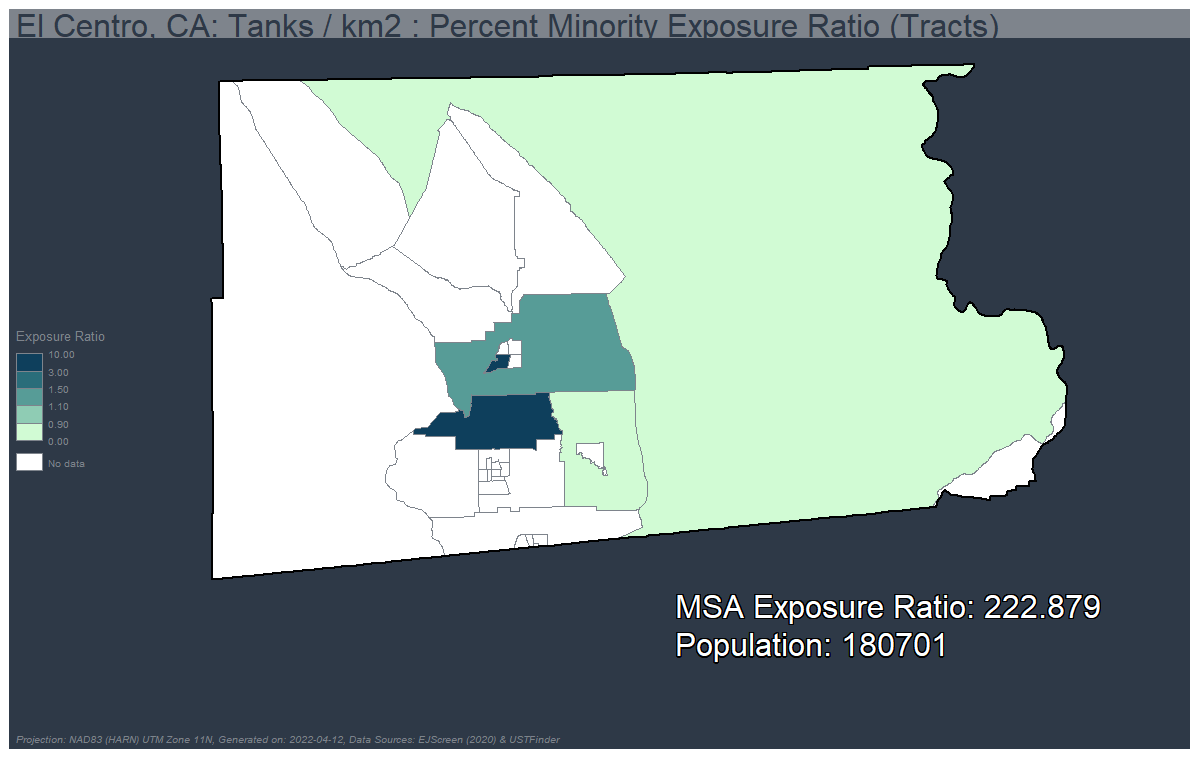 El Centro, CA: Tanks / km2 : Percent Minority Exposure Ratio (Tracts)
Exposure Ratio
10.00
3.00
1.50
1.10
0.90
0.00
No data
MSA Exposure Ratio: 222.879
Population: 180701
Projection: NAD83 (HARN) UTM Zone 11N, Generated on: 2022-04-12, Data Sources: EJScreen (2020) & USTFinder